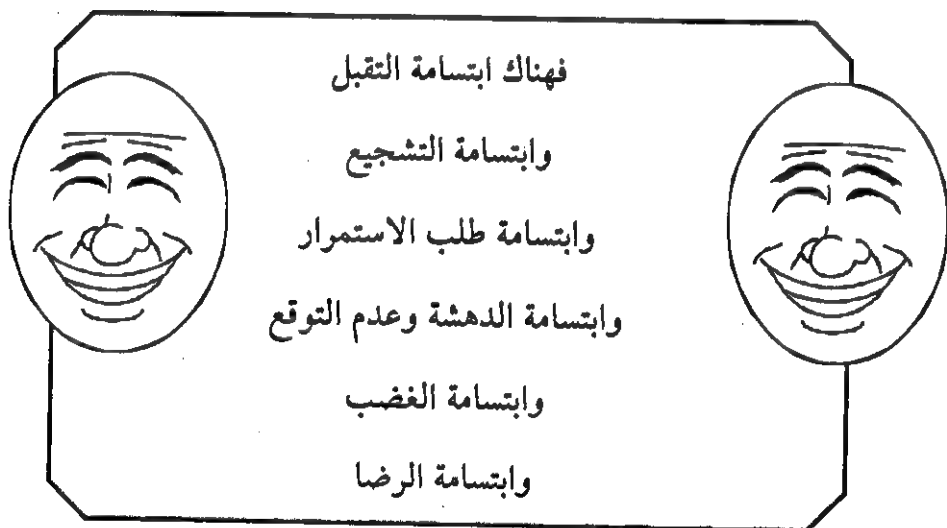 فهناك ابتسامة التقبل
وابتسامة التشجيع
وابتسامة طلب الاستمرار
وابتسامة الدهشة وعدم التوقع
وابتسامة الغضب
وابتسامة الرضا